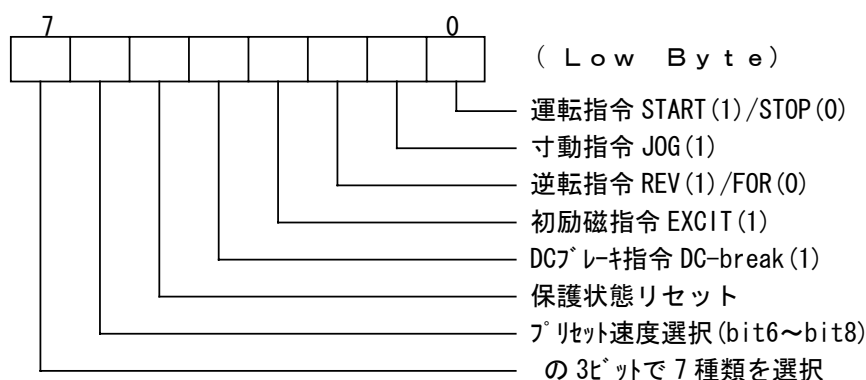 7 0
(Low Byte)
運転指令 START(1)/STOP(0)
寸動指令 JOG(1)
逆転指令 REV(1)/FOR(0)
初励磁指令 EXCIT(1)
DCﾌﾞﾚｰｷ指令 DC-break(1)
保護状態リセット
ﾌﾟﾘｾｯﾄ速度選択(bit6～bit8)
の 3ﾋﾞｯﾄで 7 種類を選択